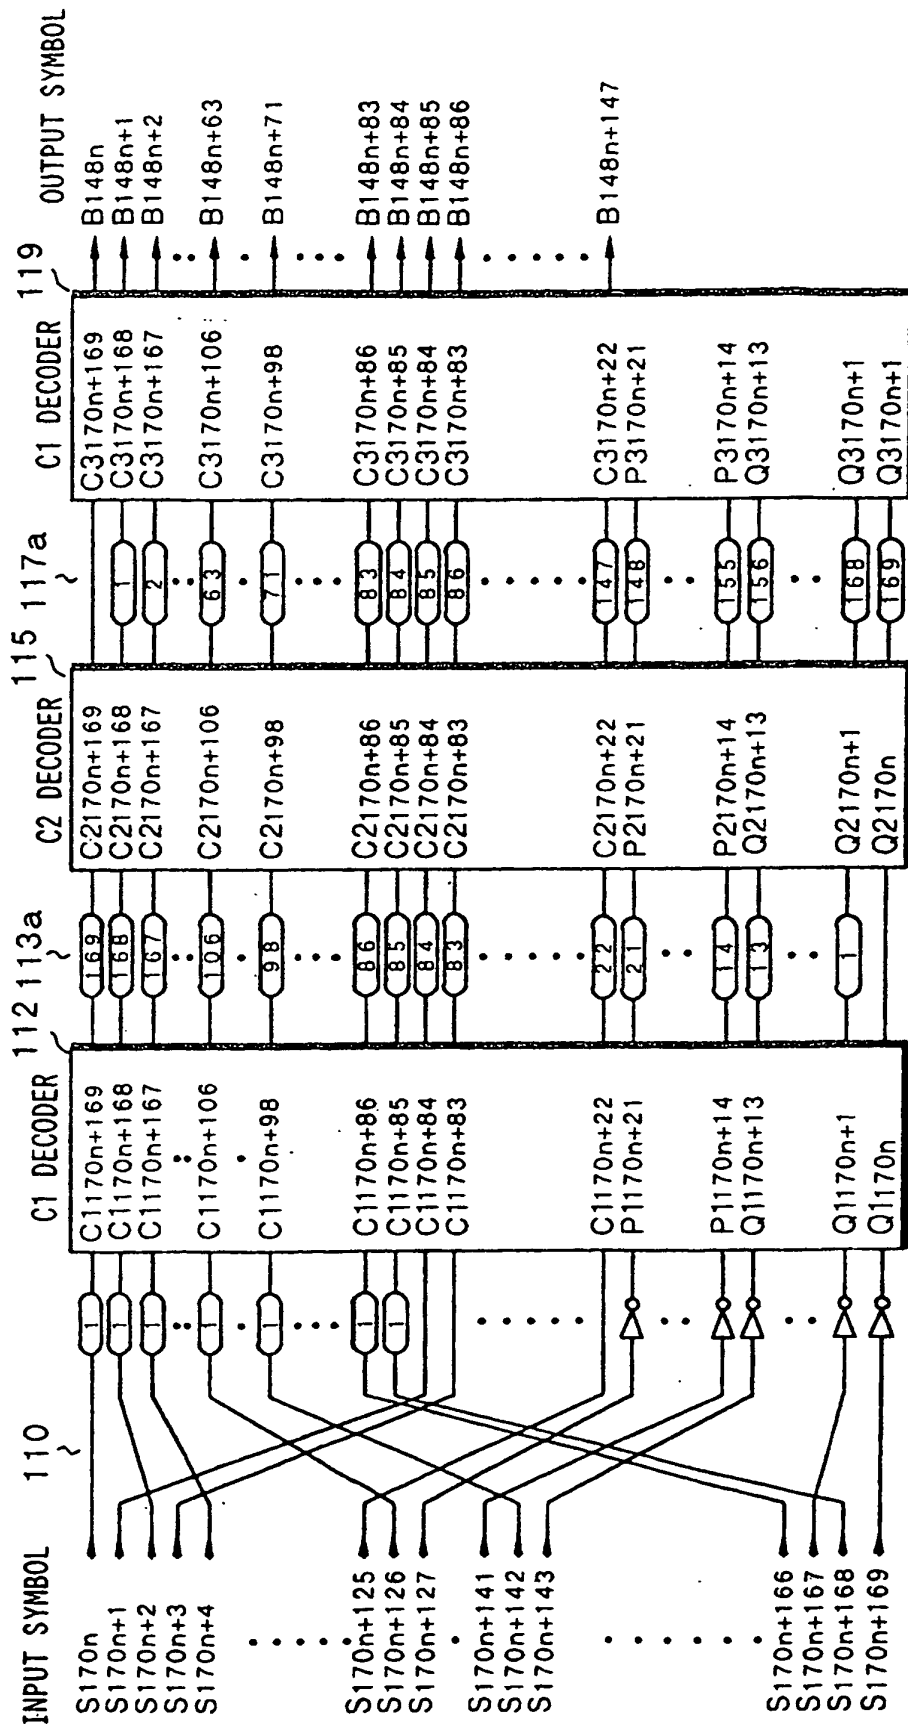 INPUT SYMBOL
S170n
S170n+1
S170n+2
S170n+3
S170n+4
S170n+125
S170n+126
S170n+127
S170n+141
S170n+142
S170n+143
S170n+166
S170n+167
S170n+168
S170n+169
110
1
1
1
1
1
1
1
112
C1 DECODER
C1170n+169
C1170n+168
C1170n+167
C1170n+106
C1170n+98
C1170n+86
C1170n+85
C1170n+84
C1170n+83
C1170n+22
P1170n+21
P1170n+14
Q1170n+13
Q1170n+1
Q1170n
113a
169
168
167
106
98
86
85
84
83
22
21
14
13
1
115
C2 DECODER
C2170n+169
C2170n+168
C2170n+167
C2170n+106
C2170n+98
C2170n+86
C2170n+85
C2170n+84
C2170n+83
C2170n+22
P2170n+21
P2170n+14
Q2170n+13
Q2170n+1
Q2170n
117a
1
2
63
71
83
84
85
86
147
148
155
156
168
169
119
C1 DECODER
C3170n+169
C3170n+168
C3170n+167
C3170n+106
C3170n+98
C3170n+86
C3170n+85
C3170n+84
C3170n+83
C3170n+22
P3170n+21
P3170n+14
Q3170n+13
Q3170n+1
Q3170n+1
OUTPUT SYMBOL
B148n
B148n+1
B148n+2
B148n+63
B148n+71
B148n+83
B148n+84
B148n+85
B148n+86
B148n+147